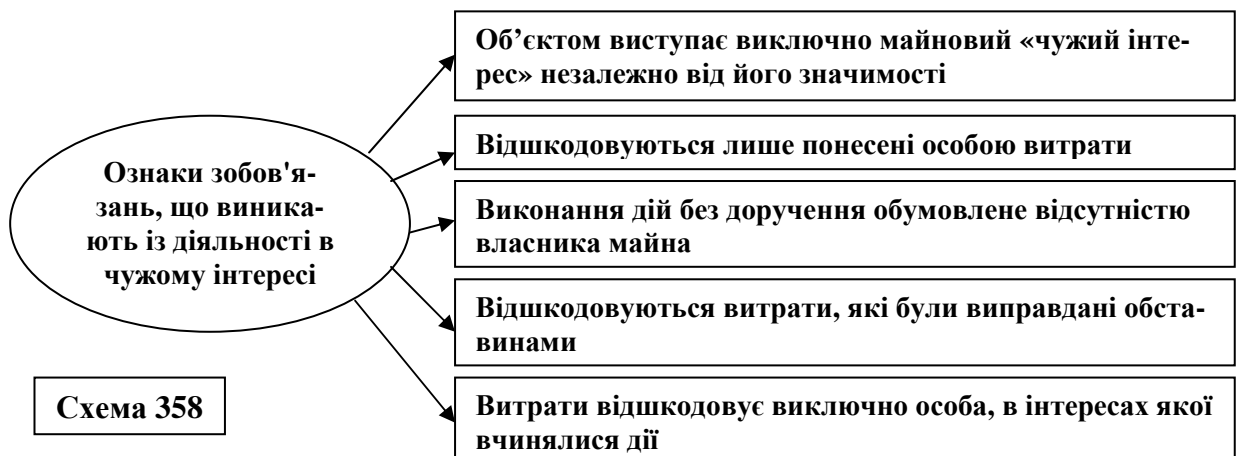 Ознаки зобов'я-
зань, що виника-
ють із діяльності в
чужому інтересі
Об’єктом виступає виключно майновий «чужий інте-
рес» незалежно від його значимості
Відшкодовуються лише понесені особою витрати
Виконання дій без доручення обумовлене відсутністю
власника майна
Відшкодовуються витрати, які були виправдані обста-
винами
Витрати відшкодовує виключно особа, в інтересах якої
вчинялися дії
Схема 358